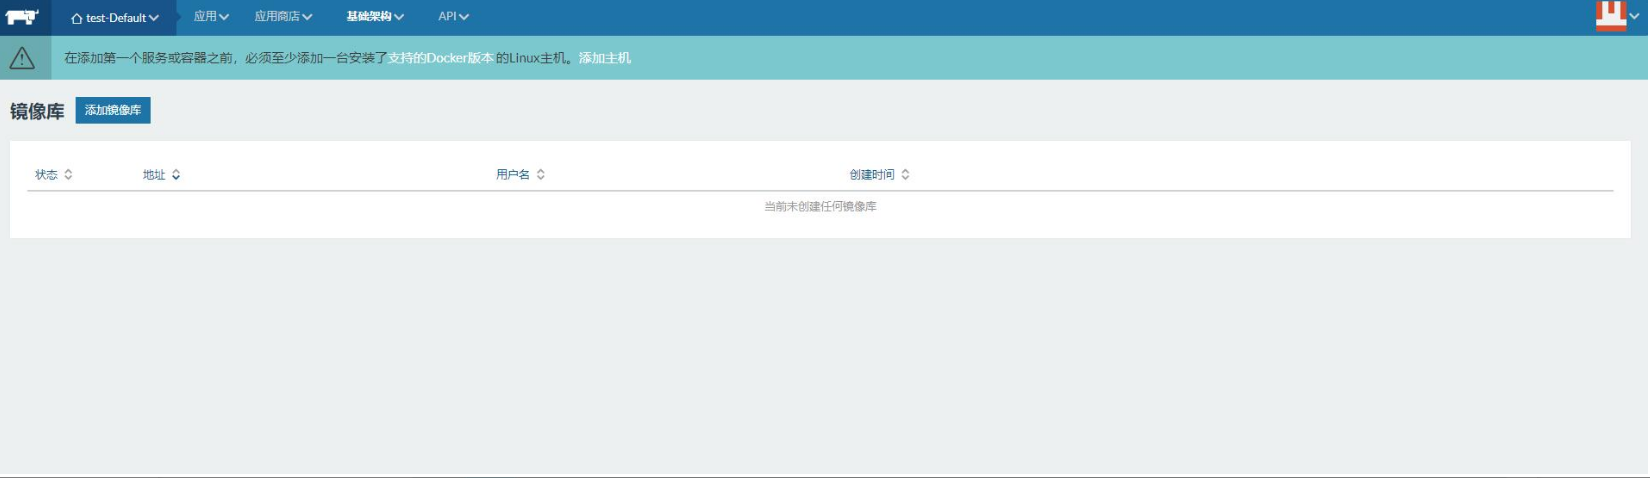 test-Default 应用 应用商店 基础架构 API
在添加第一个服务或容器之前，必须至少添加一台安装了支持的Docker版本的Linux主机。添加主机
镜像库 添加镜像库
状态 地址 用户名 创建时间
当前未创建任何镜像库